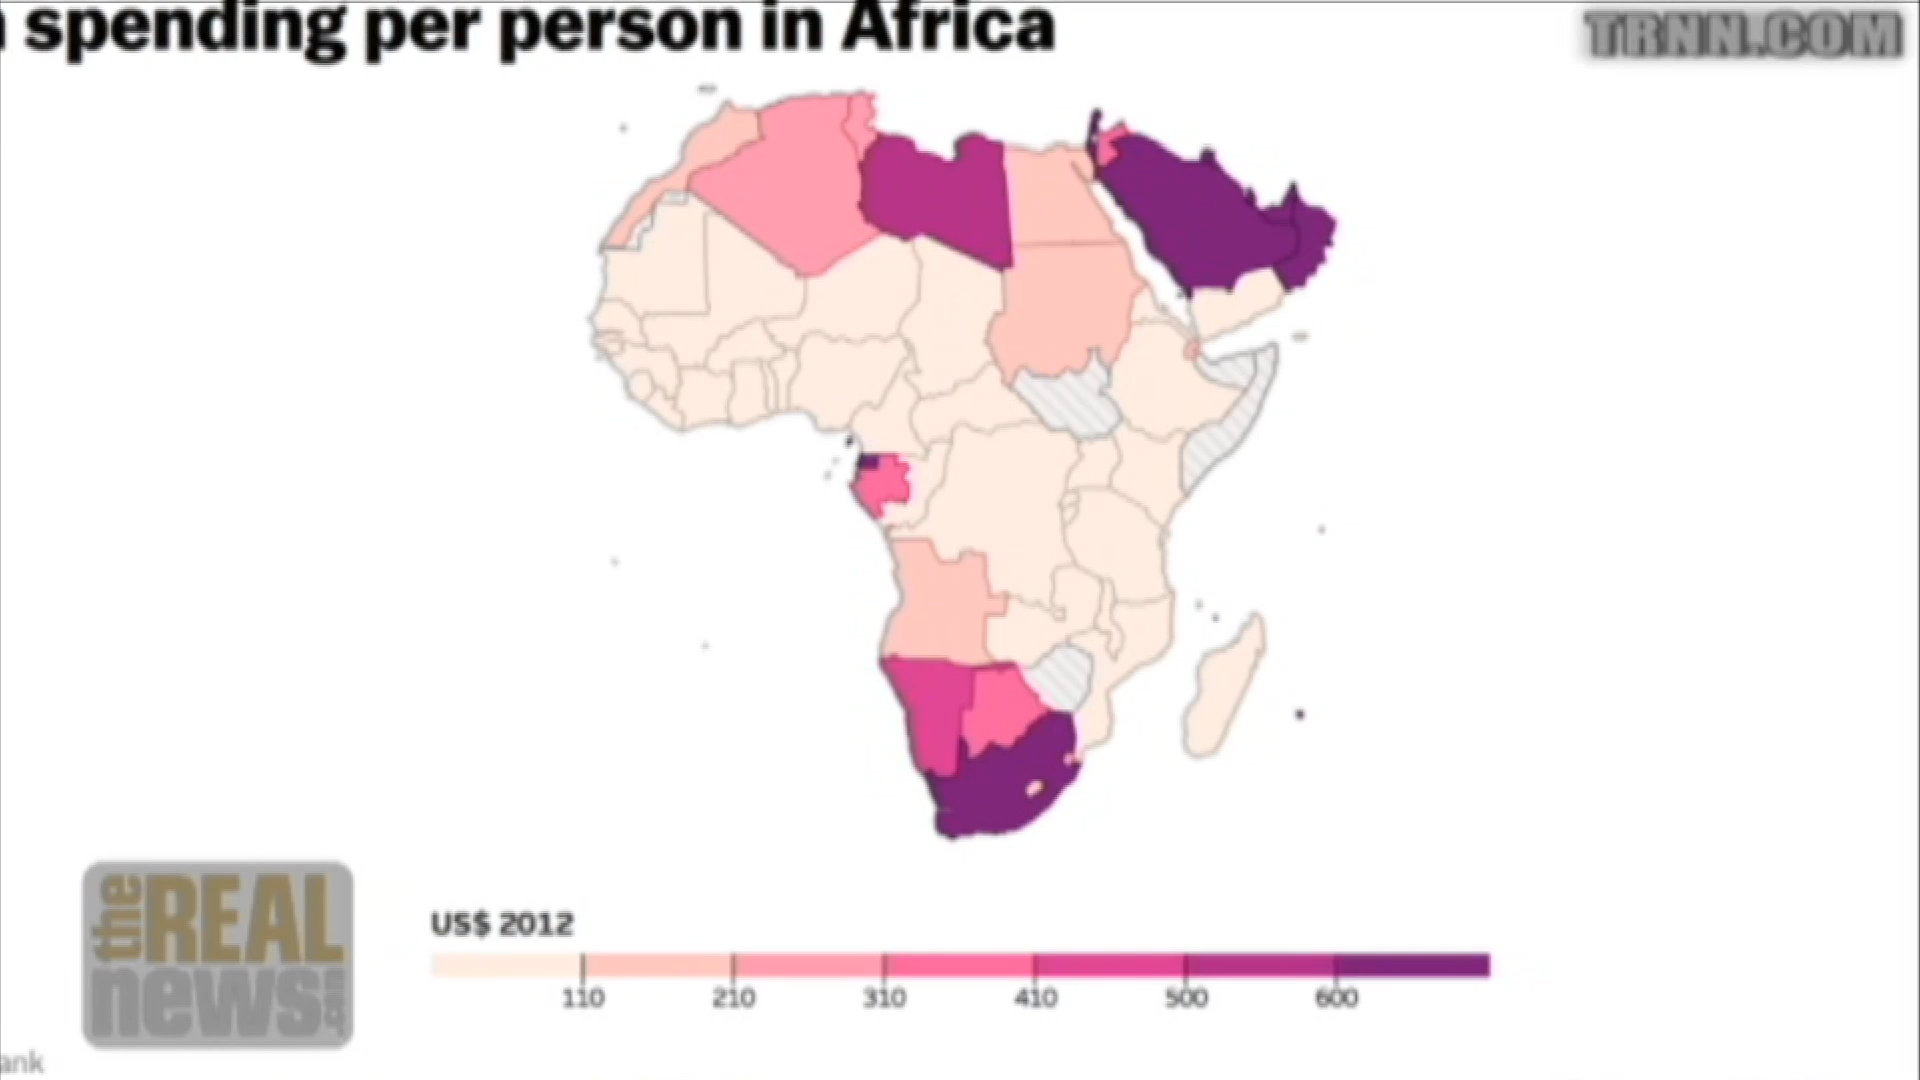 spending per person in Africa
TRNN.COM
US$ 2012
110 210 310 410 500 600
the REAL
news.com
ank